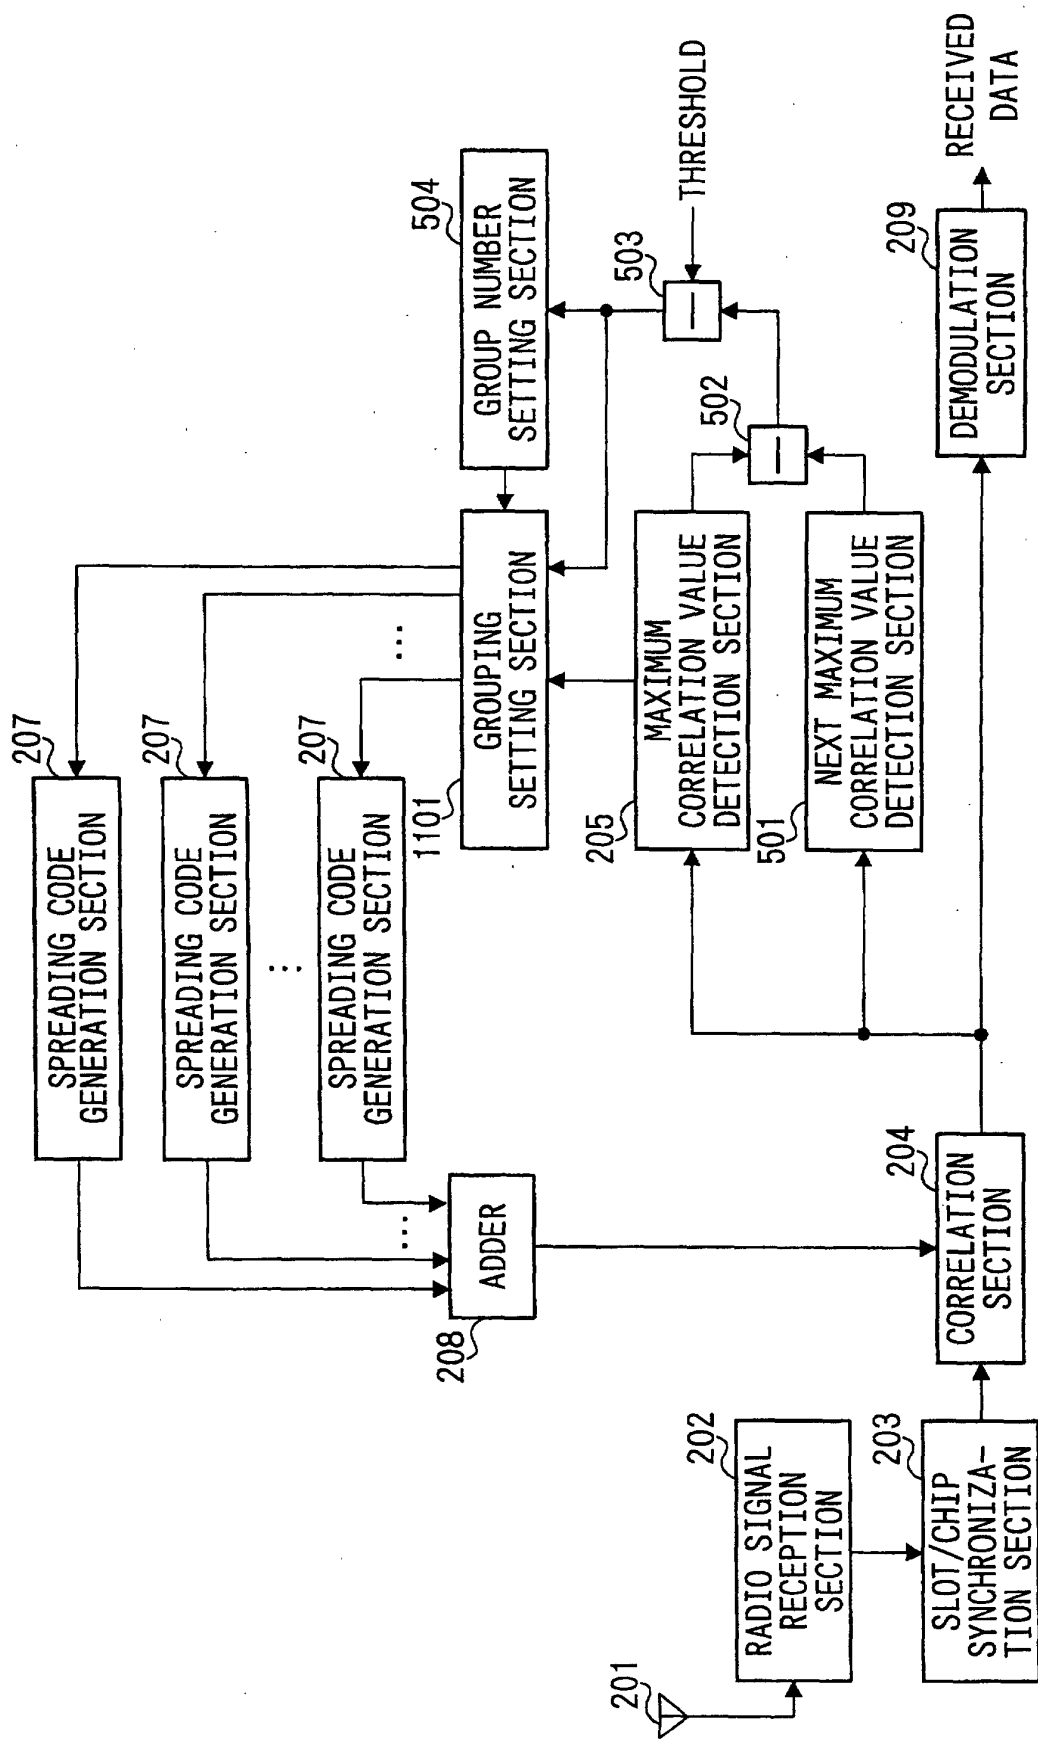 207
SPREADING CODE
GENERATION SECTION
207
SPREADING CODE
GENERATION SECTION
...
207
SPREADING CODE
GENERATION SECTION
...
...
208
ADDER
1101
GROUPING
SETTING SECTION
504
GROUP NUMBER
SETTING SECTION
205
MAXIMUM
CORRELATION VALUE
DETECTION SECTION
501
NEXT MAXIMUM
CORRELATION VALUE
DETECTION SECTION
502
—
503
—
THRESHOLD
201
202
RADIO SIGNAL
RECEPTION
SECTION
203
SLOT/CHIP
SYNCHRONIZA-
TION SECTION
204
CORRELATION
SECTION
209
DEMODULATION
SECTION
RECEIVED
DATA